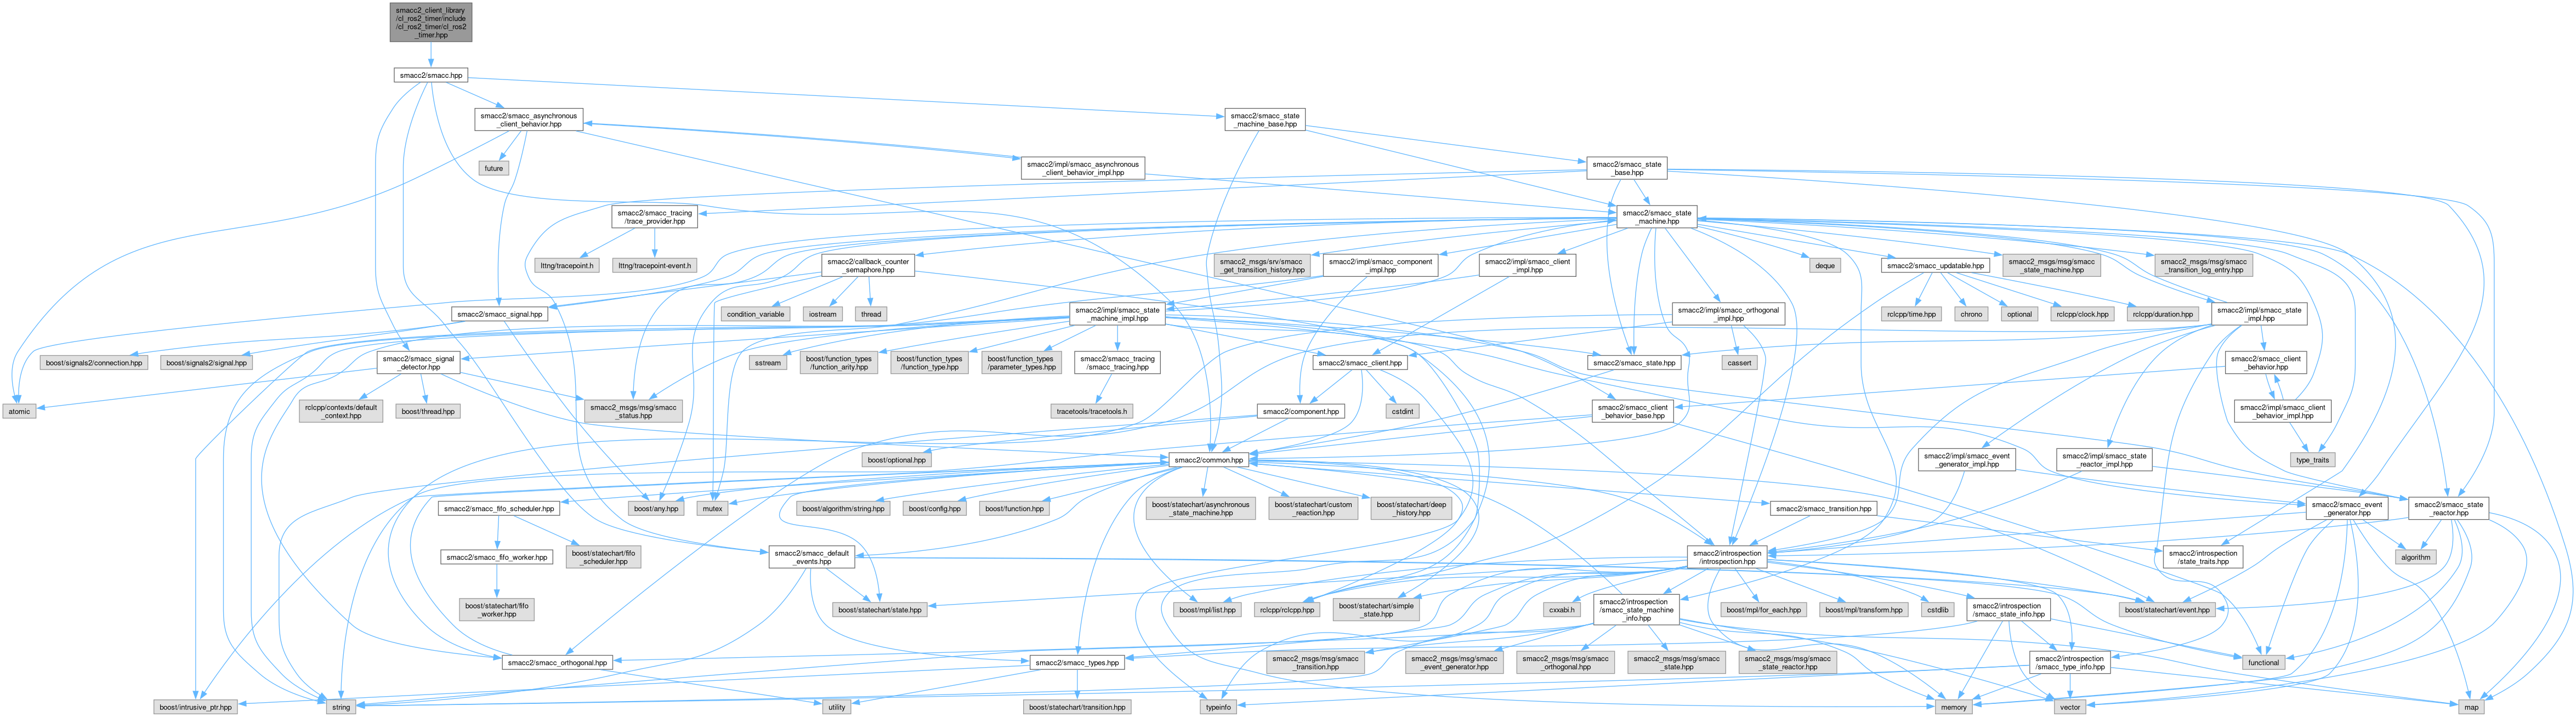 smacc2_client_library
/cl_ros2_timer/include
/cl_ros2_timer/cl_ros2
_timer.hpp
smacc2/smacc.hpp
smacc2/smacc_asynchronous
_client_behavior.hpp
smacc2/smacc_state
_machine_base.hpp
future
smacc2/impl/smacc_asynchronous
_client_behavior_impl.hpp
smacc2/smacc_state
_base.hpp
smacc2/smacc_tracing
/trace_provider.hpp
smacc2/smacc_state
_machine.hpp
lttng/tracepoint.h
lttng/tracepoint-event.h
smacc2/callback_counter
_semaphore.hpp
smacc2_msgs/srv/smacc
_get_transition_history.hpp
smacc2/impl/smacc_component
_impl.hpp
smacc2/impl/smacc_client
_impl.hpp
deque
smacc2/smacc_updatable.hpp
smacc2_msgs/msg/smacc
_state_machine.hpp
smacc2_msgs/msg/smacc
_transition_log_entry.hpp
smacc2/smacc_signal.hpp
condition_variable
iostream
thread
smacc2/impl/smacc_state
_machine_impl.hpp
smacc2/impl/smacc_orthogonal
_impl.hpp
rclcpp/time.hpp
chrono
optional
rclcpp/clock.hpp
rclcpp/duration.hpp
smacc2/impl/smacc_state
_impl.hpp
boost/signals2/connection.hpp
boost/signals2/signal.hpp
smacc2/smacc_signal
_detector.hpp
sstream
boost/function_types
/function_arity.hpp
boost/function_types
/function_type.hpp
boost/function_types
/parameter_types.hpp
smacc2/smacc_tracing
/smacc_tracing.hpp
smacc2/smacc_client.hpp
cassert
smacc2/smacc_state.hpp
smacc2/smacc_client
_behavior.hpp
atomic
rclcpp/contexts/default
_context.hpp
boost/thread.hpp
smacc2_msgs/msg/smacc
_status.hpp
tracetools/tracetools.h
smacc2/component.hpp
cstdint
smacc2/smacc_client
_behavior_base.hpp
smacc2/impl/smacc_client
_behavior_impl.hpp
boost/optional.hpp
smacc2/common.hpp
smacc2/impl/smacc_event
_generator_impl.hpp
smacc2/impl/smacc_state
_reactor_impl.hpp
type_traits
smacc2/smacc_fifo_scheduler.hpp
boost/any.hpp
mutex
boost/algorithm/string.hpp
boost/config.hpp
boost/function.hpp
boost/statechart/asynchronous
_state_machine.hpp
boost/statechart/custom
_reaction.hpp
boost/statechart/deep
_history.hpp
smacc2/smacc_transition.hpp
smacc2/smacc_event
_generator.hpp
smacc2/smacc_state
_reactor.hpp
smacc2/smacc_fifo_worker.hpp
boost/statechart/fifo
_scheduler.hpp
smacc2/smacc_default
_events.hpp
smacc2/introspection
/introspection.hpp
smacc2/introspection
/state_traits.hpp
algorithm
boost/statechart/fifo
_worker.hpp
boost/statechart/state.hpp
boost/mpl/list.hpp
rclcpp/rclcpp.hpp
boost/statechart/simple
_state.hpp
cxxabi.h
smacc2/introspection
/smacc_state_machine
_info.hpp
boost/mpl/for_each.hpp
boost/mpl/transform.hpp
cstdlib
smacc2/introspection
/smacc_state_info.hpp
boost/statechart/event.hpp
smacc2/smacc_orthogonal.hpp
smacc2/smacc_types.hpp
smacc2_msgs/msg/smacc
_transition.hpp
smacc2_msgs/msg/smacc
_event_generator.hpp
smacc2_msgs/msg/smacc
_orthogonal.hpp
smacc2_msgs/msg/smacc
_state.hpp
smacc2_msgs/msg/smacc
_state_reactor.hpp
smacc2/introspection
/smacc_type_info.hpp
functional
boost/intrusive_ptr.hpp
string
utility
boost/statechart/transition.hpp
typeinfo
memory
vector
map